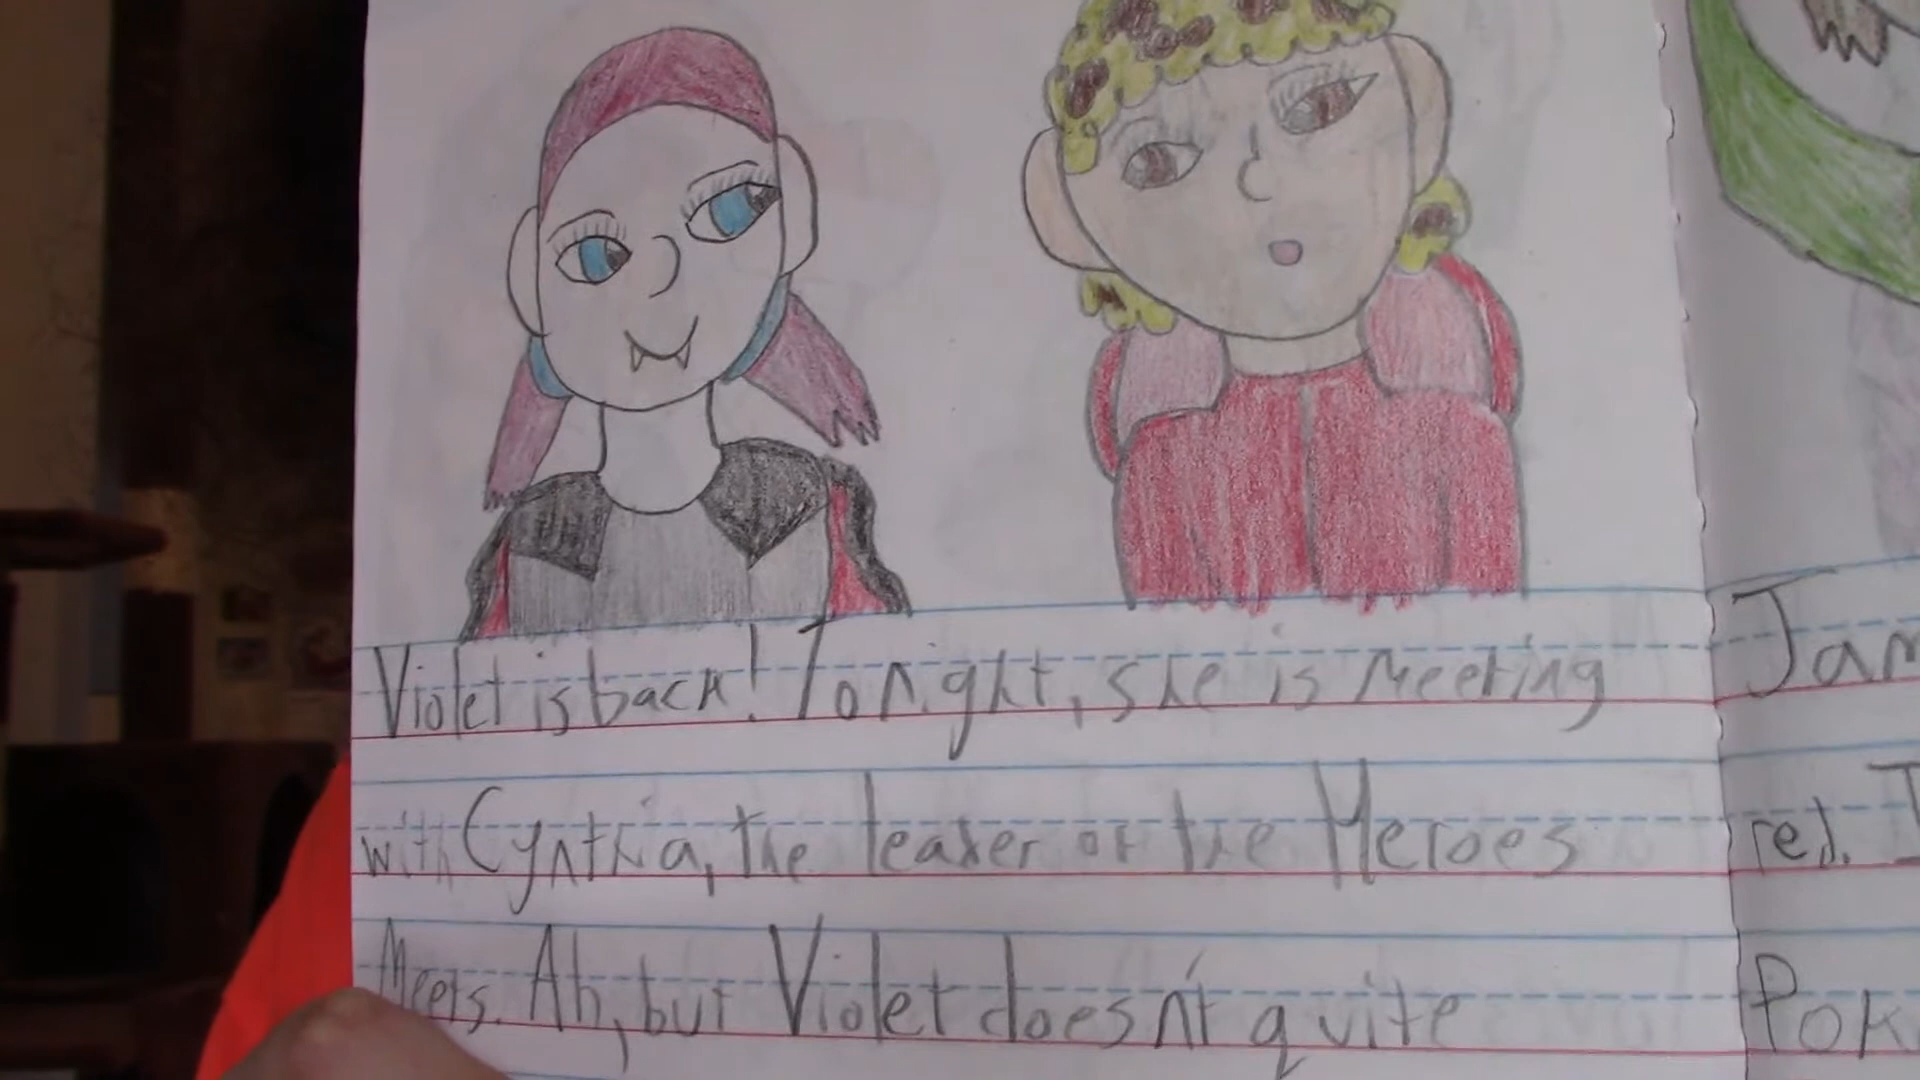 Violet is back! Tonight, she is Meeting
with Cynthia, the leader of the Heroes
Meets. Ah, but Violet doesn't quite
Jam
red. I
Pok